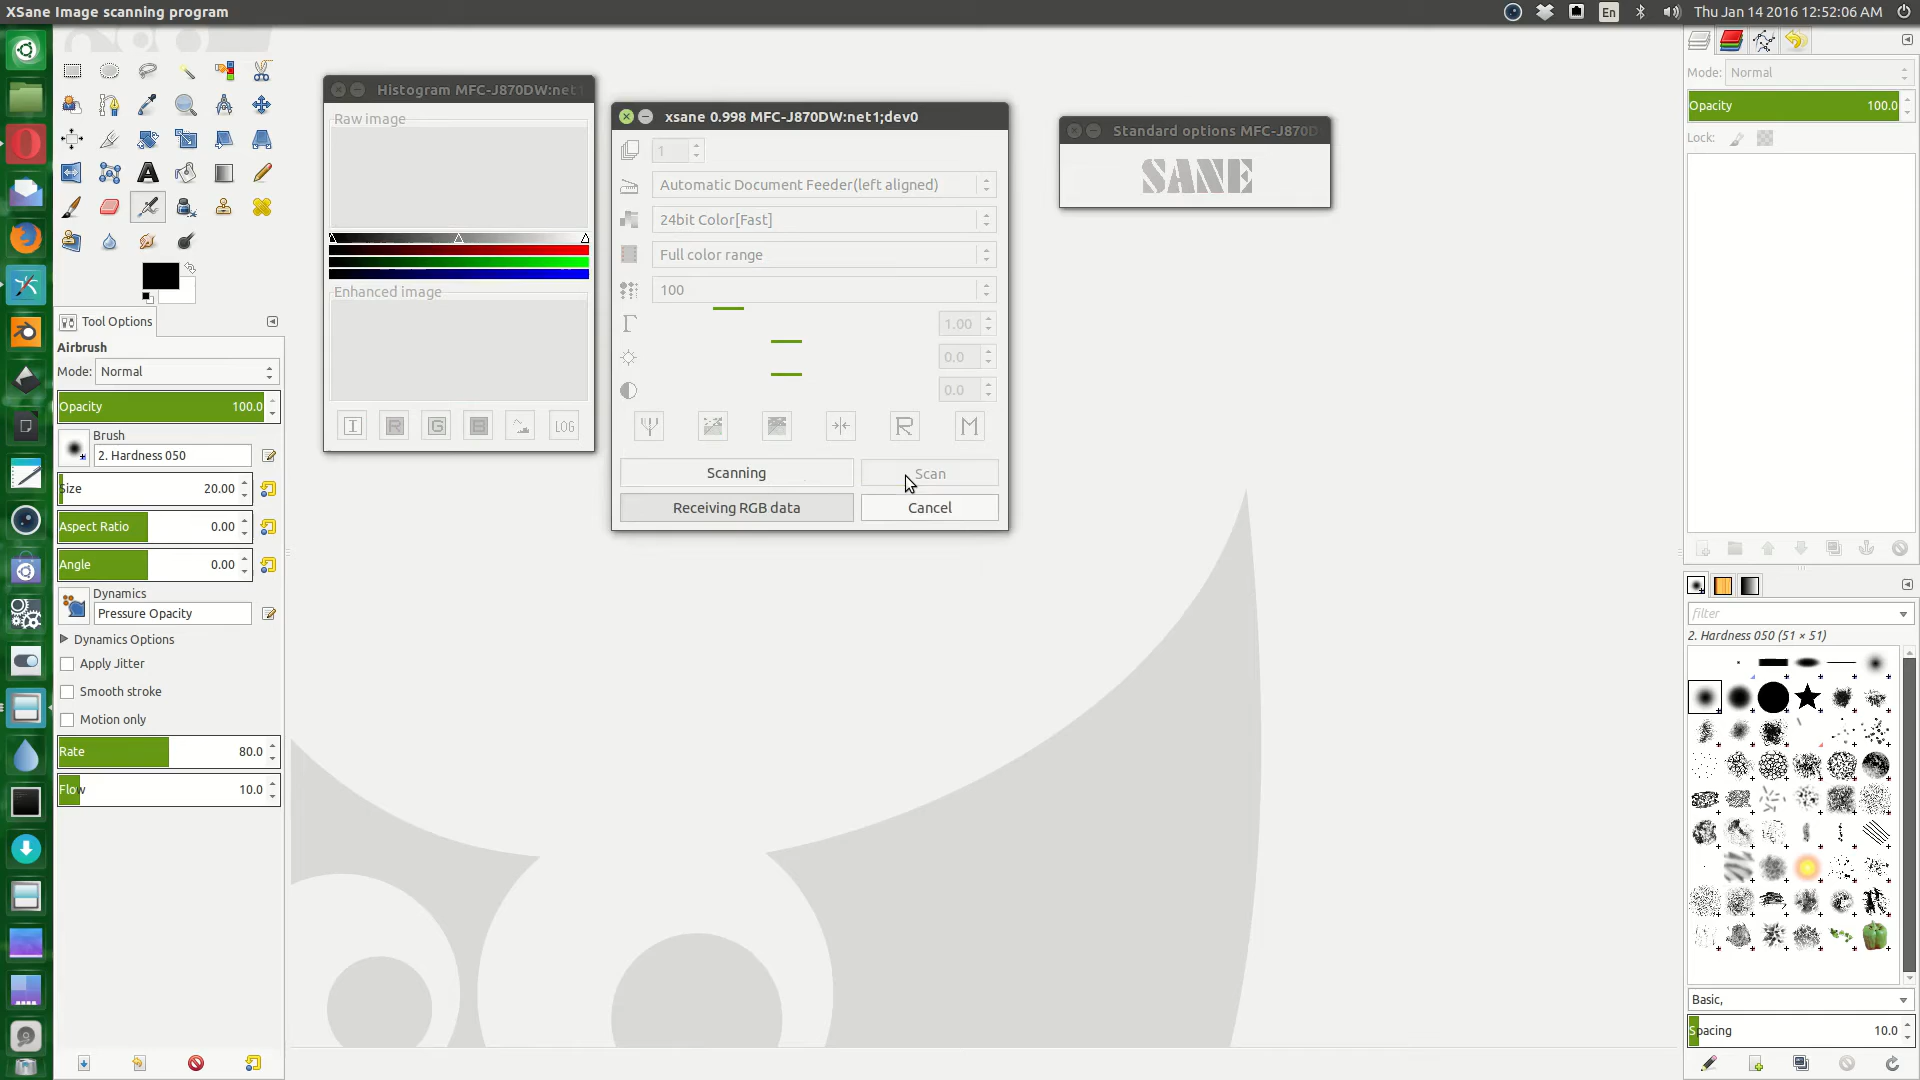 XSane Image scanning program
En
Thu Jan 14 2016 12:52:06 AM
Histogram MFC-J870DW:net
Raw image
Enhanced image
I R G B LOG
xsane 0.998 MFC-J870DW:net1;dev0
1
Automatic Document Feeder(left aligned)
24bit Color[Fast]
Full color range
100
1.00
0.0
0.0
R M
Scanning
Scan
Receiving RGB data
Cancel
Standard options MFC-J870D
SANE
Tool Options
Airbrush
Mode: Normal
Opacity 100.0
Brush
2. Hardness 050
Size 20.00
Aspect Ratio 0.00
Angle 0.00
Dynamics
Pressure Opacity
Dynamics Options
Apply Jitter
Smooth stroke
Motion only
Rate 80.0
Flow 10.0
Mode: Normal
Opacity 100.0
Lock:
filter
2. Hardness 050 (51 × 51)
Basic,
Spacing 10.0